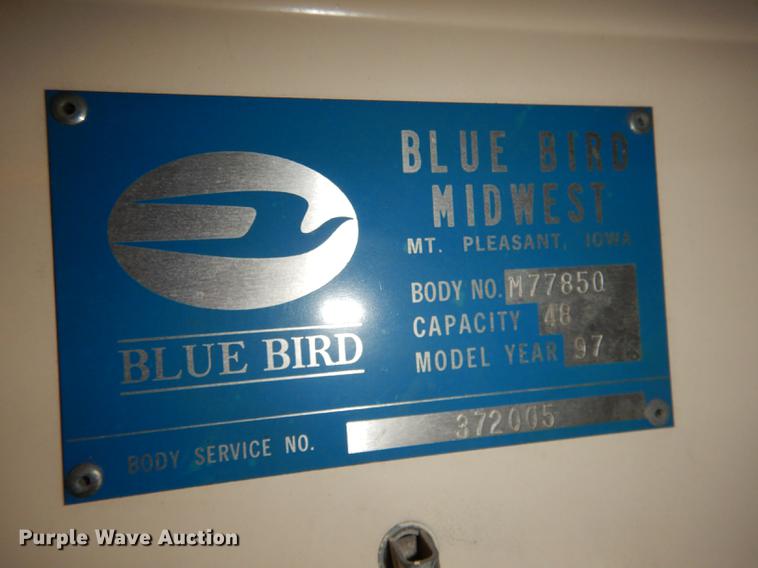 BLUE BIRD
MIDWEST
MT. PLEASANT, IOWA
BODY NO. M77850
CAPACITY 48
MODEL YEAR 97
BLUE BIRD
BODY SERVICE NO. 372005
Purple Wave Auction